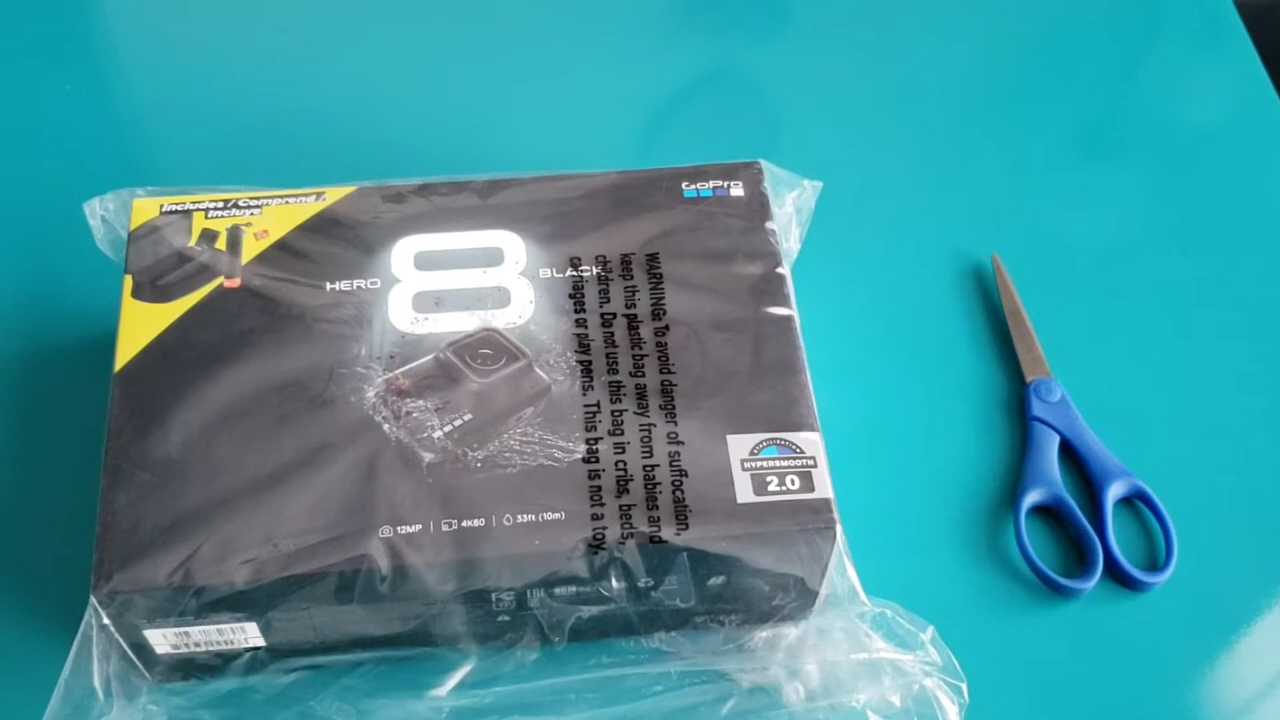 Includes / Comprend /
Incluye
GoPro
HERO 8 BLACK
WARNING: To avoid danger of suffocation,
keep this plastic bag away from babies and
children. Do not use this bag in cribs, beds,
carriages or play pens. This bag is not a toy.
STABILIZATION
HYPERSMOOTH
2.0
12MP | 4K60 | 33ft (10m)